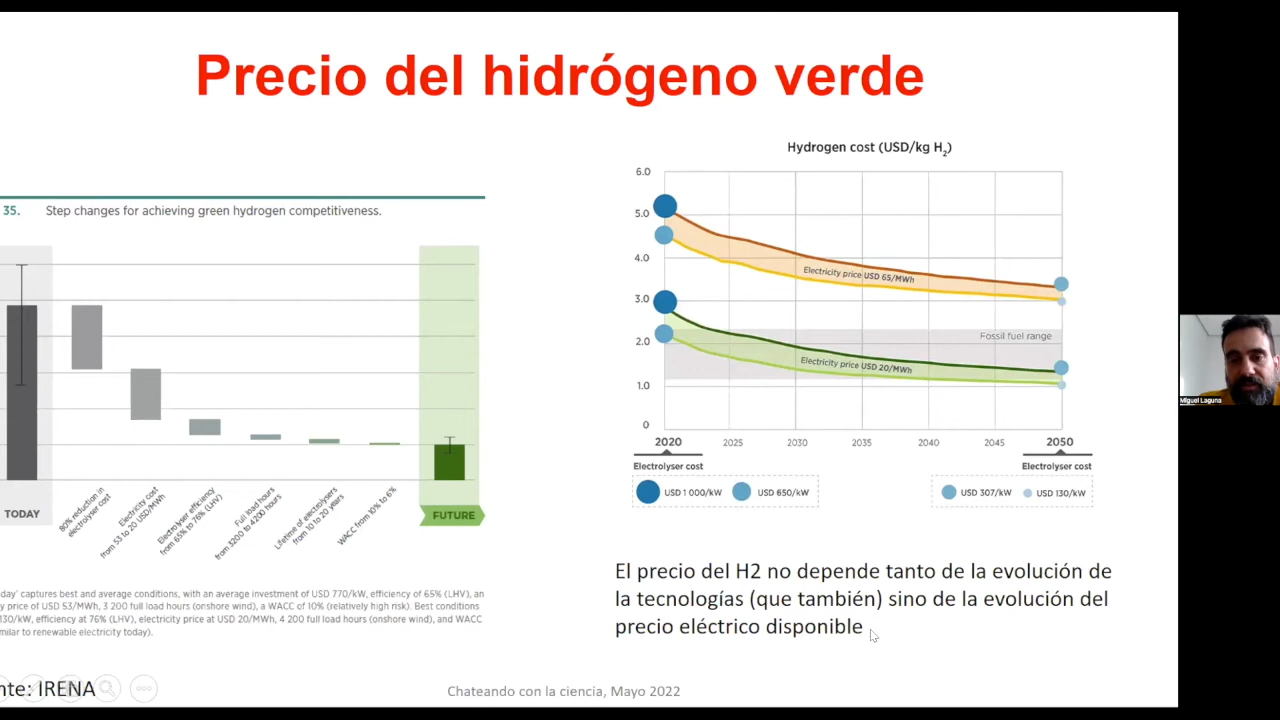 Precio del hidrógeno verde
35. Step changes for achieving green hydrogen competitiveness.
TODAY
80% reduction in
electrolyser cost
Electricity cost
from 53 to 20 USD/MWh
Electrolyser efficiency
from 65% to 76% (LHV)
Full load hours
from 3200 to 4200 hours
Lifetime of electrolysers
from 10 to 20 years
WACC from 10% to 6%
FUTURE
day' captures best and average conditions, with an average investment of USD 770/kW, efficiency of 65% (LHV), an
y price of USD 53/MWh, 3 200 full load hours (onshore wind), a WACC of 10% (relatively high risk). Best conditions
130/kW, efficiency at 76% (LHV), electricity price at USD 20/MWh, 4 200 full load hours (onshore wind), and WACC
milar to renewable electricity today).
nte: IRENA
Hydrogen cost (USD/kg H2)
6.0
5.0
4.0
3.0
2.0
1.0
0
Electricity price USD 65/MWh
Fossil fuel range
Electricity price USD 20/MWh
2020 2025 2030 2035 2040 2045 2050
Electrolyser cost Electrolyser cost
USD 1 000/kW USD 650/kW USD 307/kW USD 130/kW
El precio del H2 no depende tanto de la evolución de
la tecnologías (que también) sino de la evolución del
precio eléctrico disponible
Chateando con la ciencia, Mayo 2022
Miguel Laguna